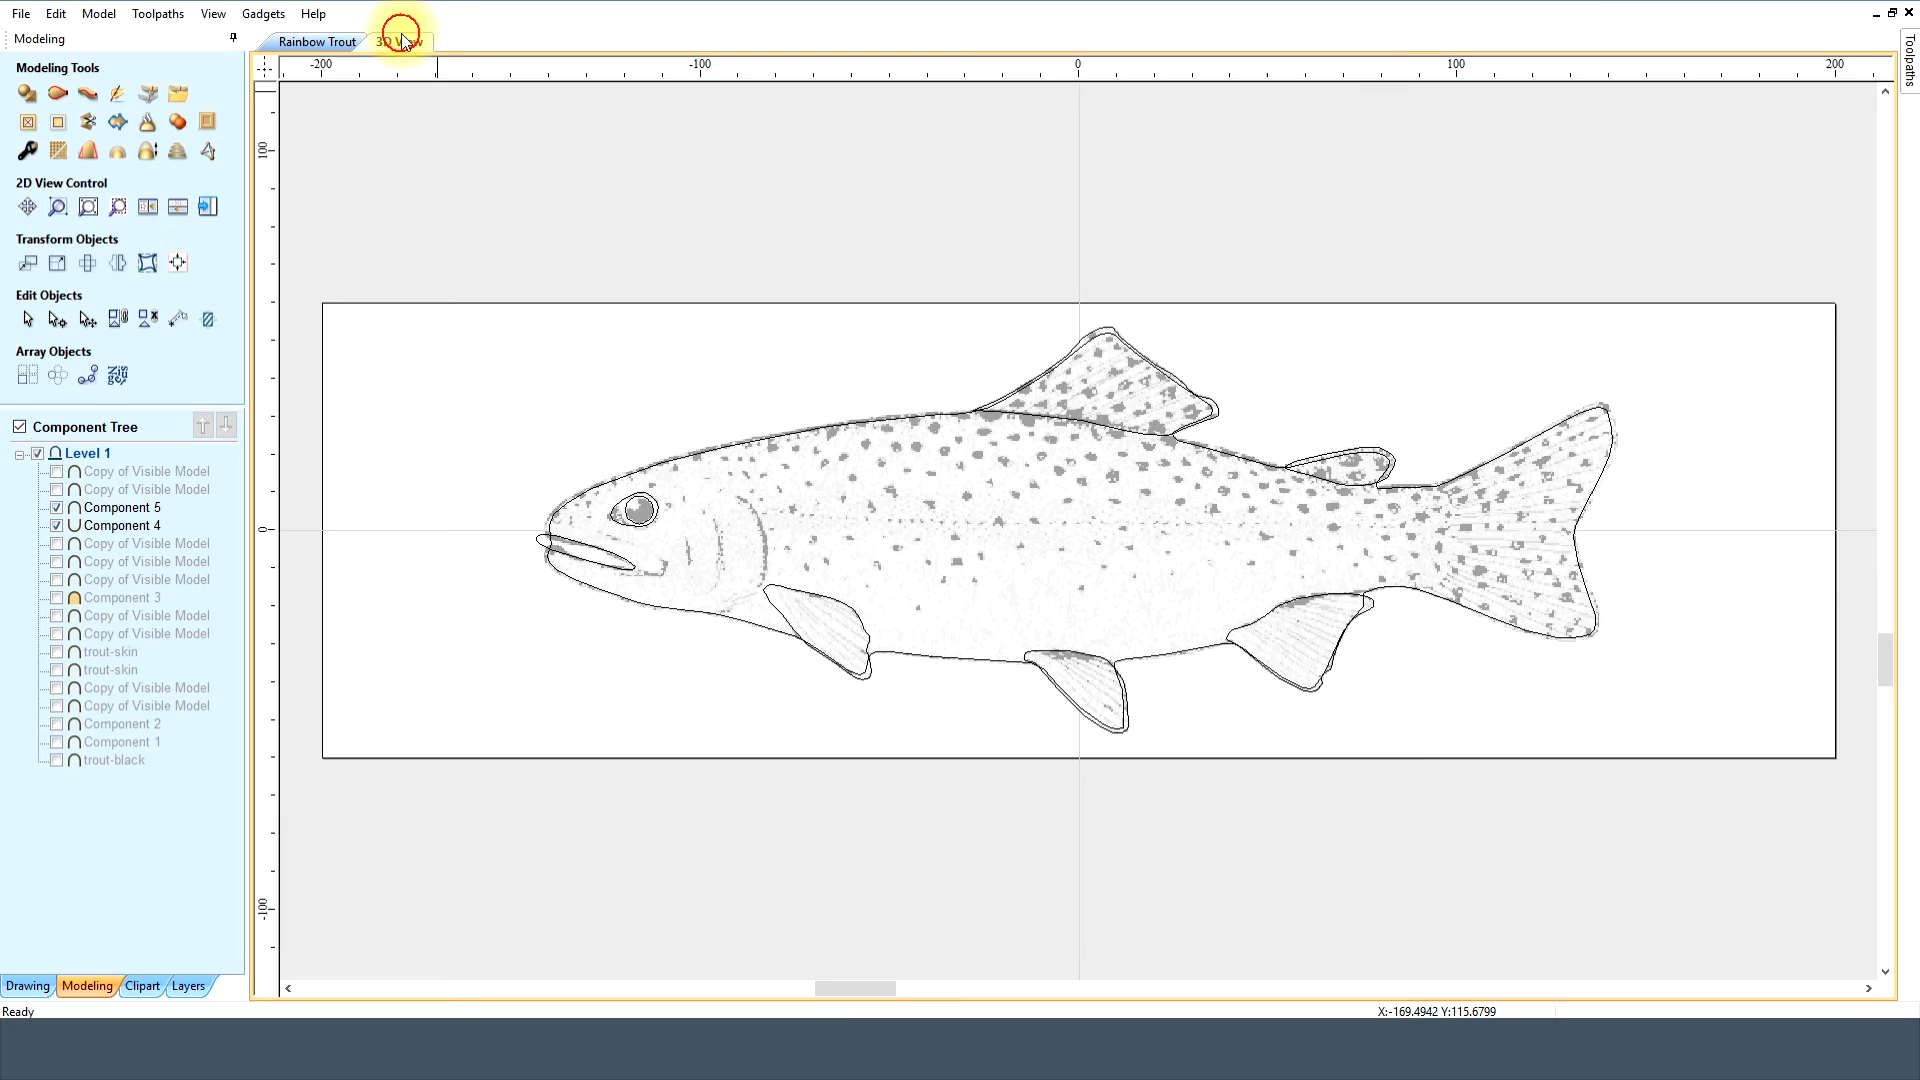 File Edit Model Toolpaths View Gadgets Help
Modeling
Rainbow Trout
Toolpaths
-200 -100 0 100 200
Modeling Tools
100
2D View Control
Transform Objects
Edit Objects
Array Objects
Component Tree
Level 1
Copy of Visible Model
Copy of Visible Model
Component 5
Component 4
0
Copy of Visible Model
Copy of Visible Model
Copy of Visible Model
Component 3
Copy of Visible Model
Copy of Visible Model
trout-skin
trout-skin
Copy of Visible Model
Copy of Visible Model
Component 2
Component 1
trout-black
-100
Drawing Modeling Clipart Layers
Ready
X:-169.4942 Y:115.6799